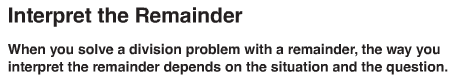 Interpret the Remainder
When you solve a division problem with a remainder, the way you
interpret the remainder depends on the situation and the question.